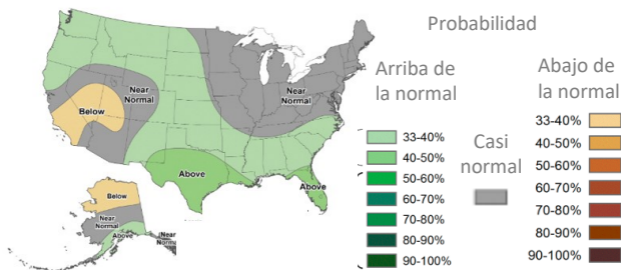 Probabilidad
Arriba de
la normal
33-40%
40-50%
50-60%
60-70%
70-80%
80-90%
90-100%
Casi
normal
Abajo de
la normal
33-40%
40-50%
50-60%
60-70%
70-80%
80-90%
90-100%
Below
Near
Normal
Near
Normal
Above
Above
Below
Near
Normal
Above
Near